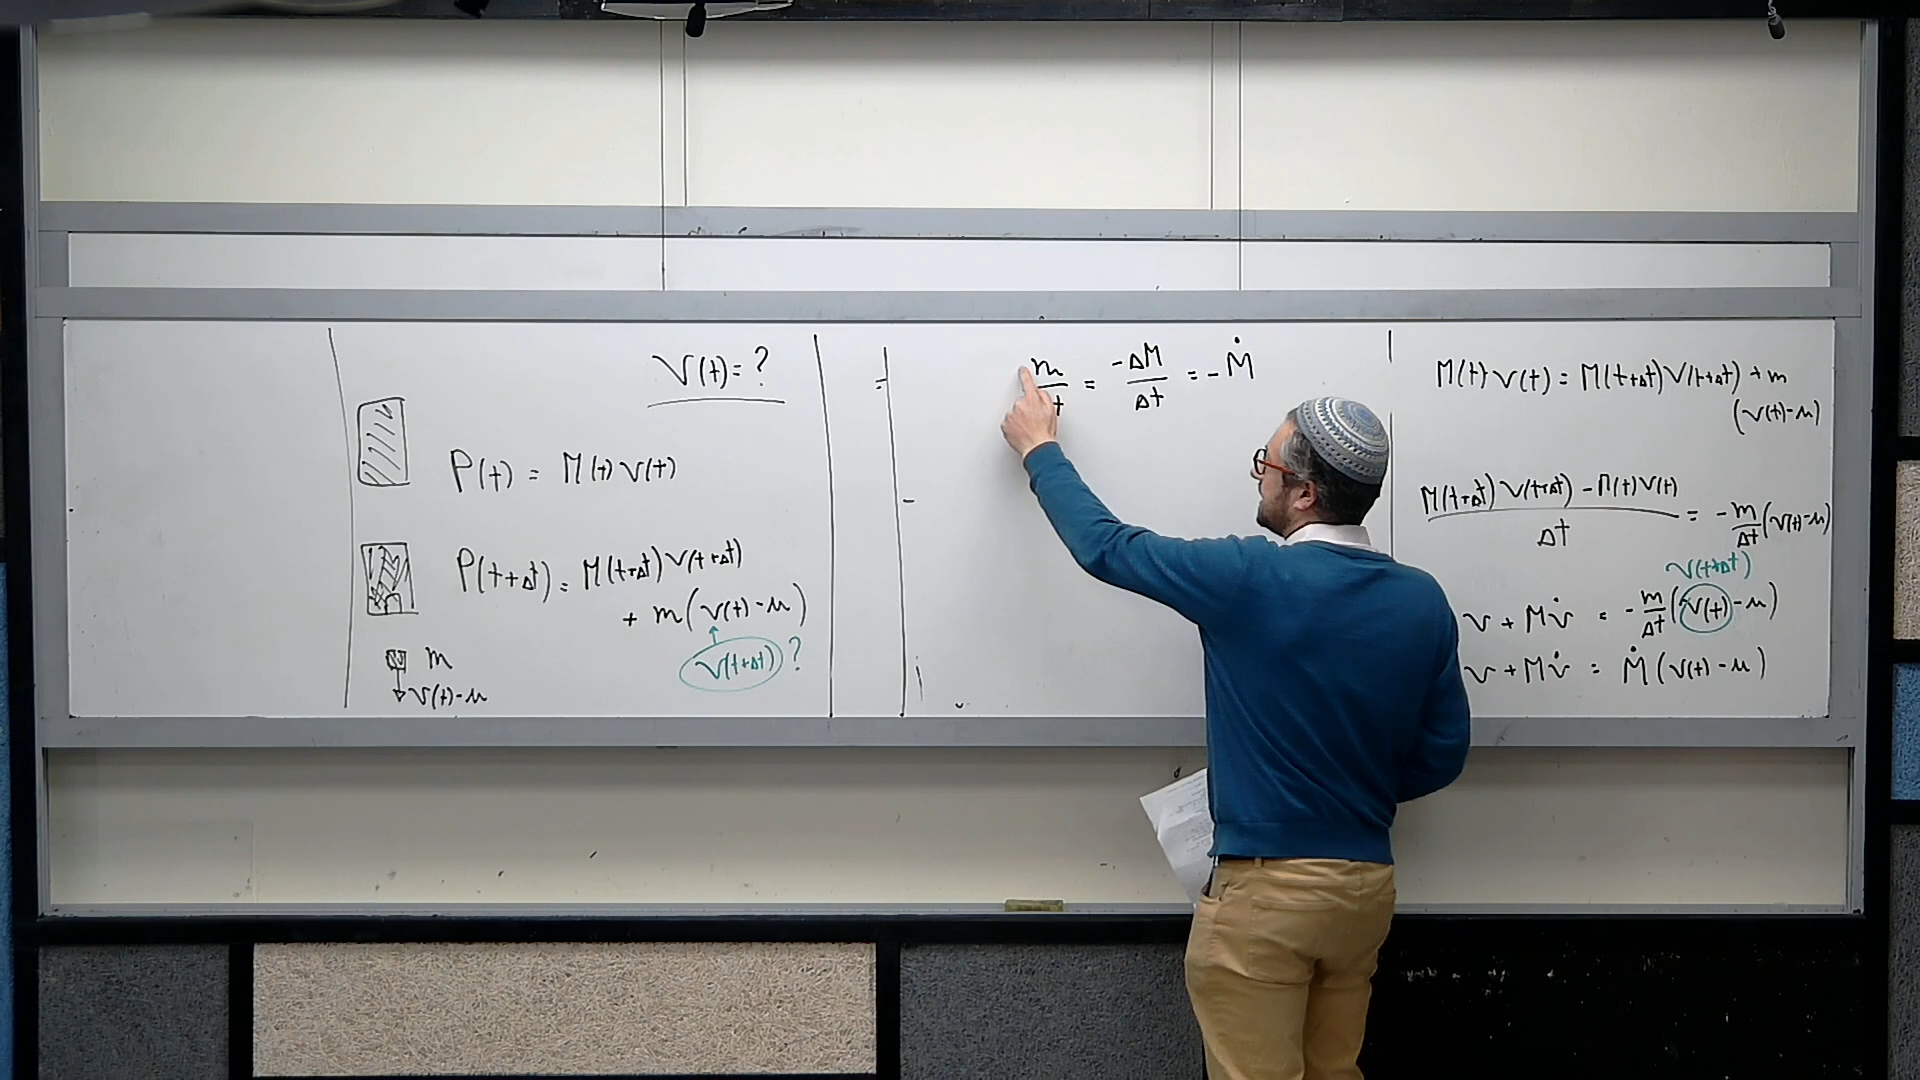 V(t) = ?
P(t) = M(t) V(t)
P(t+Δt) = M(t+Δt) V(t+Δt)
+ m(V(t) - u)
V(t+Δt) ?
m
V(t) - u
m/t = -ΔM/Δt = -Ṁ
M(t) V(t) = M(t+Δt) V(t+Δt) + m
(V(t) - u)
M(t+Δt) V(t+Δt) - M(t) V(t) / Δt = - m/Δt (V(t) - u)
V(t+Δt)
v + M v̇ = - m/Δt (V(t) - u)
v + M v̇ = Ṁ (V(t) - u)